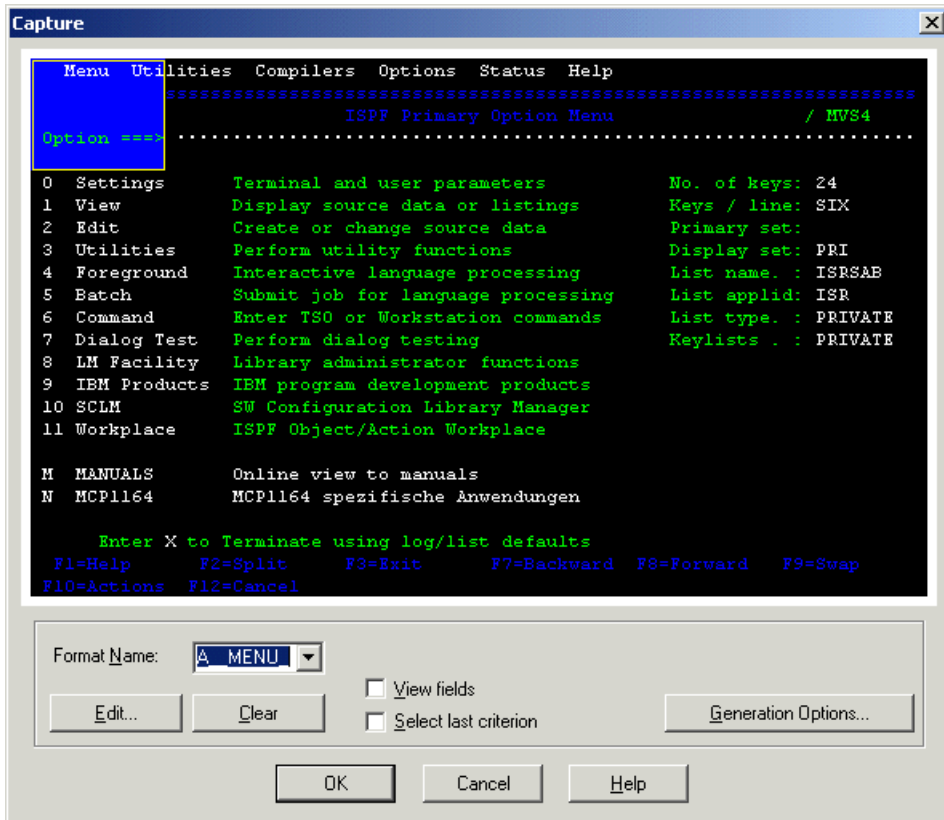 Capture
Menu Utilities Compilers Options Status Help
ssssssssssssssssssssssssssssssssssssssssssssssssssssssssssssssssssss
ISPF Primary Option Menu / MVS4
Option ===> ..................................................................
0 Settings Terminal and user parameters No. of keys: 24
1 View Display source data or listings Keys / line: SIX
2 Edit Create or change source data Primary set:
3 Utilities Perform utility functions Display set: PRI
4 Foreground Interactive language processing List name. : ISRSAB
5 Batch Submit job for language processing List applid: ISR
6 Command Enter TSO or Workstation commands List type. : PRIVATE
7 Dialog Test Perform dialog testing Keylists . : PRIVATE
8 LM Facility Library administrator functions
9 IBM Products IBM program development products
10 SCLM SW Configuration Library Manager
11 Workplace ISPF Object/Action Workplace
M MANUALS Online view to manuals
N MCP1164 MCP1164 spezifische Anwendungen
Enter X to Terminate using log/list defaults
F1=Help F2=Split F3=Exit F7=Backward F8=Forward F9=Swap
F10=Actions F12=Cancel
Format Name: A__MENU_
View fields
Edit... Clear Select last criterion Generation Options...
OK Cancel Help